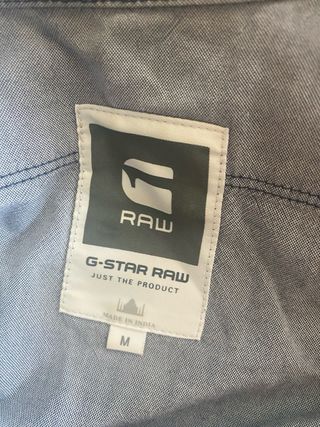 RAW
G-STAR RAW
JUST THE PRODUCT
MADE IN INDIA
M